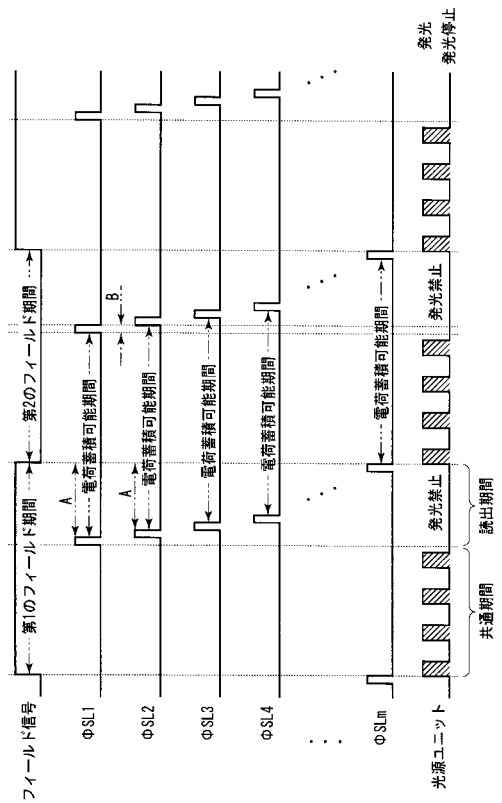 フィールド信号
第1のフィールド期間
第2のフィールド期間
ΦSL1
A
電荷蓄積可能期間
B
ΦSL2
A
電荷蓄積可能期間
ΦSL3
電荷蓄積可能期間
ΦSL4
電荷蓄積可能期間
ΦSLm
電荷蓄積可能期間
光源ユニット
発光禁止
発光禁止
発光
発光停止
共通期間
読出期間